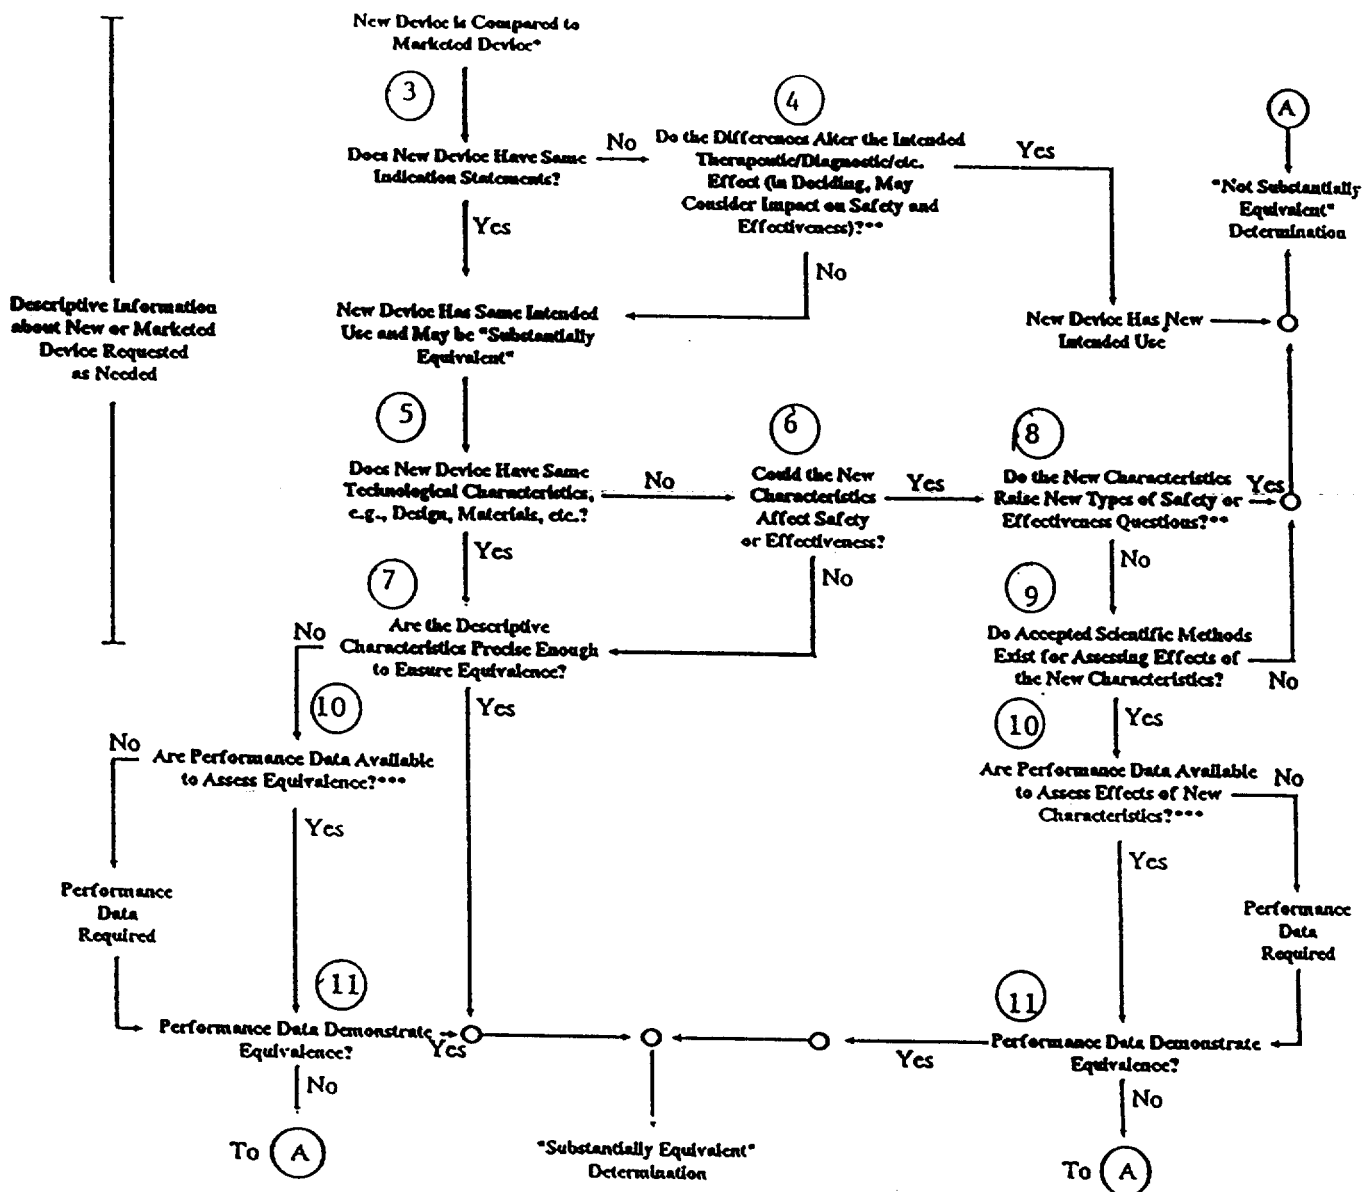 New Device is Compared to
Marketed Device*
3
Does New Device Have Same
Indication Statements?
No
Yes
4
Do the Differences Alter the Intended
Therapeutic/Diagnostic/etc.
Effect (in Deciding, May
Consider Impact on Safety and
Effectiveness)?**
Yes
No
A
"Not Substantially
Equivalent"
Determination
Descriptive Information
about New or Marketed
Device Requested
as Needed
New Device Has Same Intended
Use and May be "Substantially
Equivalent"
New Device Has New
Intended Use
5
Does New Device Have Same
Technological Characteristics,
e.g., Design, Materials, etc.?
No
Yes
6
Could the New
Characteristics
Affect Safety
or Effectiveness?
Yes
No
8
Do the New Characteristics
Raise New Types of Safety or
Effectiveness Questions?**
Yes
No
7
Are the Descriptive
Characteristics Precise Enough
to Ensure Equivalence?
No
Yes
9
Do Accepted Scientific Methods
Exist for Assessing Effects of
the New Characteristics?
No
Yes
10
Are Performance Data Available
to Assess Equivalence?***
No
Yes
10
Are Performance Data Available
to Assess Effects of New
Characteristics?***
No
Yes
Performance
Data
Required
Performance
Data
Required
11
Performance Data Demonstrate
Equivalence?
Yes
No
11
Performance Data Demonstrate
Equivalence?
Yes
No
To A
"Substantially Equivalent"
Determination
To A